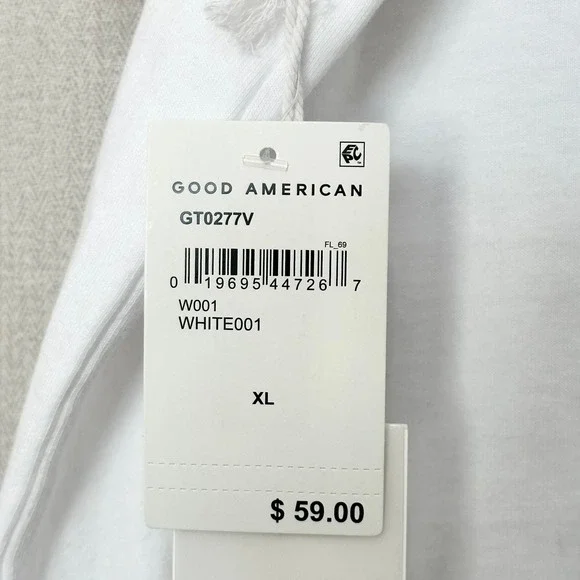 GOOD AMERICAN
GT0277V
FL_69
0 19695 44726 7
W001
WHITE001
XL
$ 59.00